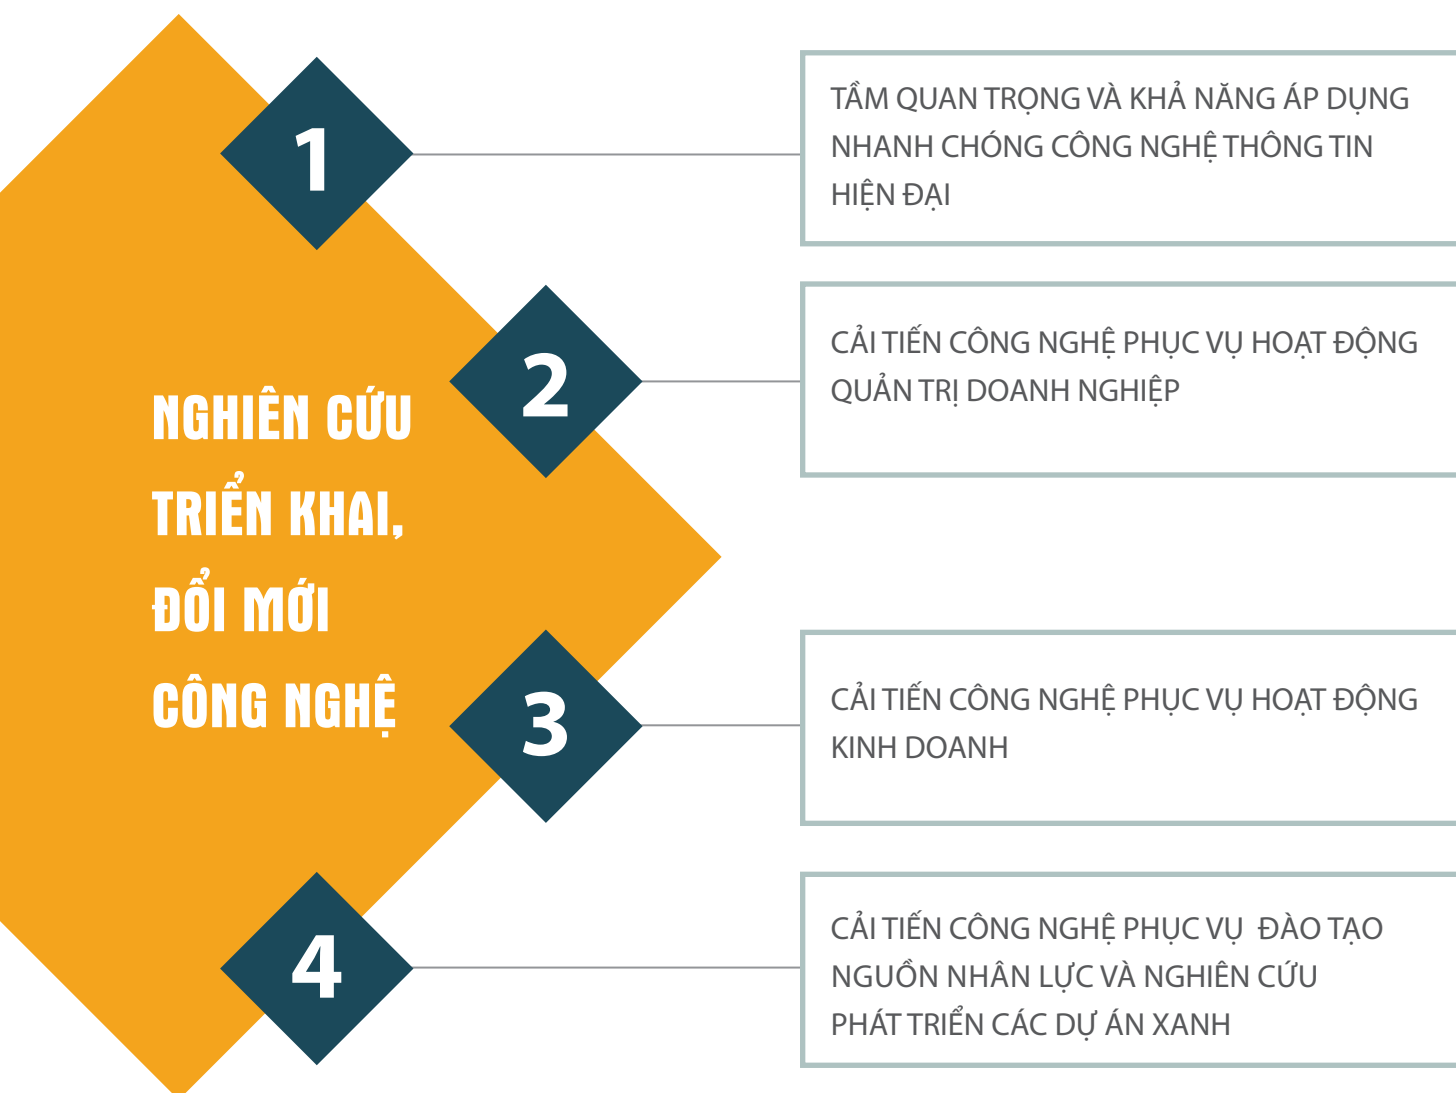 NGHIÊN CỨU
TRIỂN KHAI,
ĐỔI MỚI
CÔNG NGHỆ
1
TẦM QUAN TRỌNG VÀ KHẢ NĂNG ÁP DỤNG
NHANH CHÓNG CÔNG NGHỆ THÔNG TIN
HIỆN ĐẠI
2
CẢI TIẾN CÔNG NGHỆ PHỤC VỤ HOẠT ĐỘNG
QUẢN TRỊ DOANH NGHIỆP
3
CẢI TIẾN CÔNG NGHỆ PHỤC VỤ HOẠT ĐỘNG
KINH DOANH
4
CẢI TIẾN CÔNG NGHỆ PHỤC VỤ ĐÀO TẠO
NGUỒN NHÂN LỰC VÀ NGHIÊN CỨU
PHÁT TRIỂN CÁC DỰ ÁN XANH